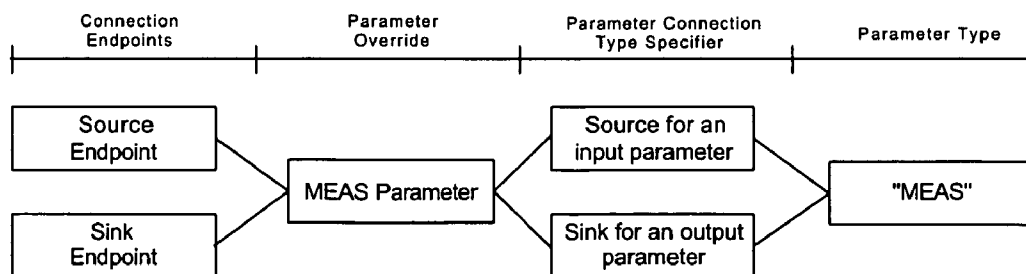 Connection
Endpoints
Parameter
Override
Parameter Connection
Type Specifier
Parameter Type
Source
Endpoint
Source for an
input parameter
MEAS Parameter
"MEAS"
Sink
Endpoint
Sink for an output
parameter